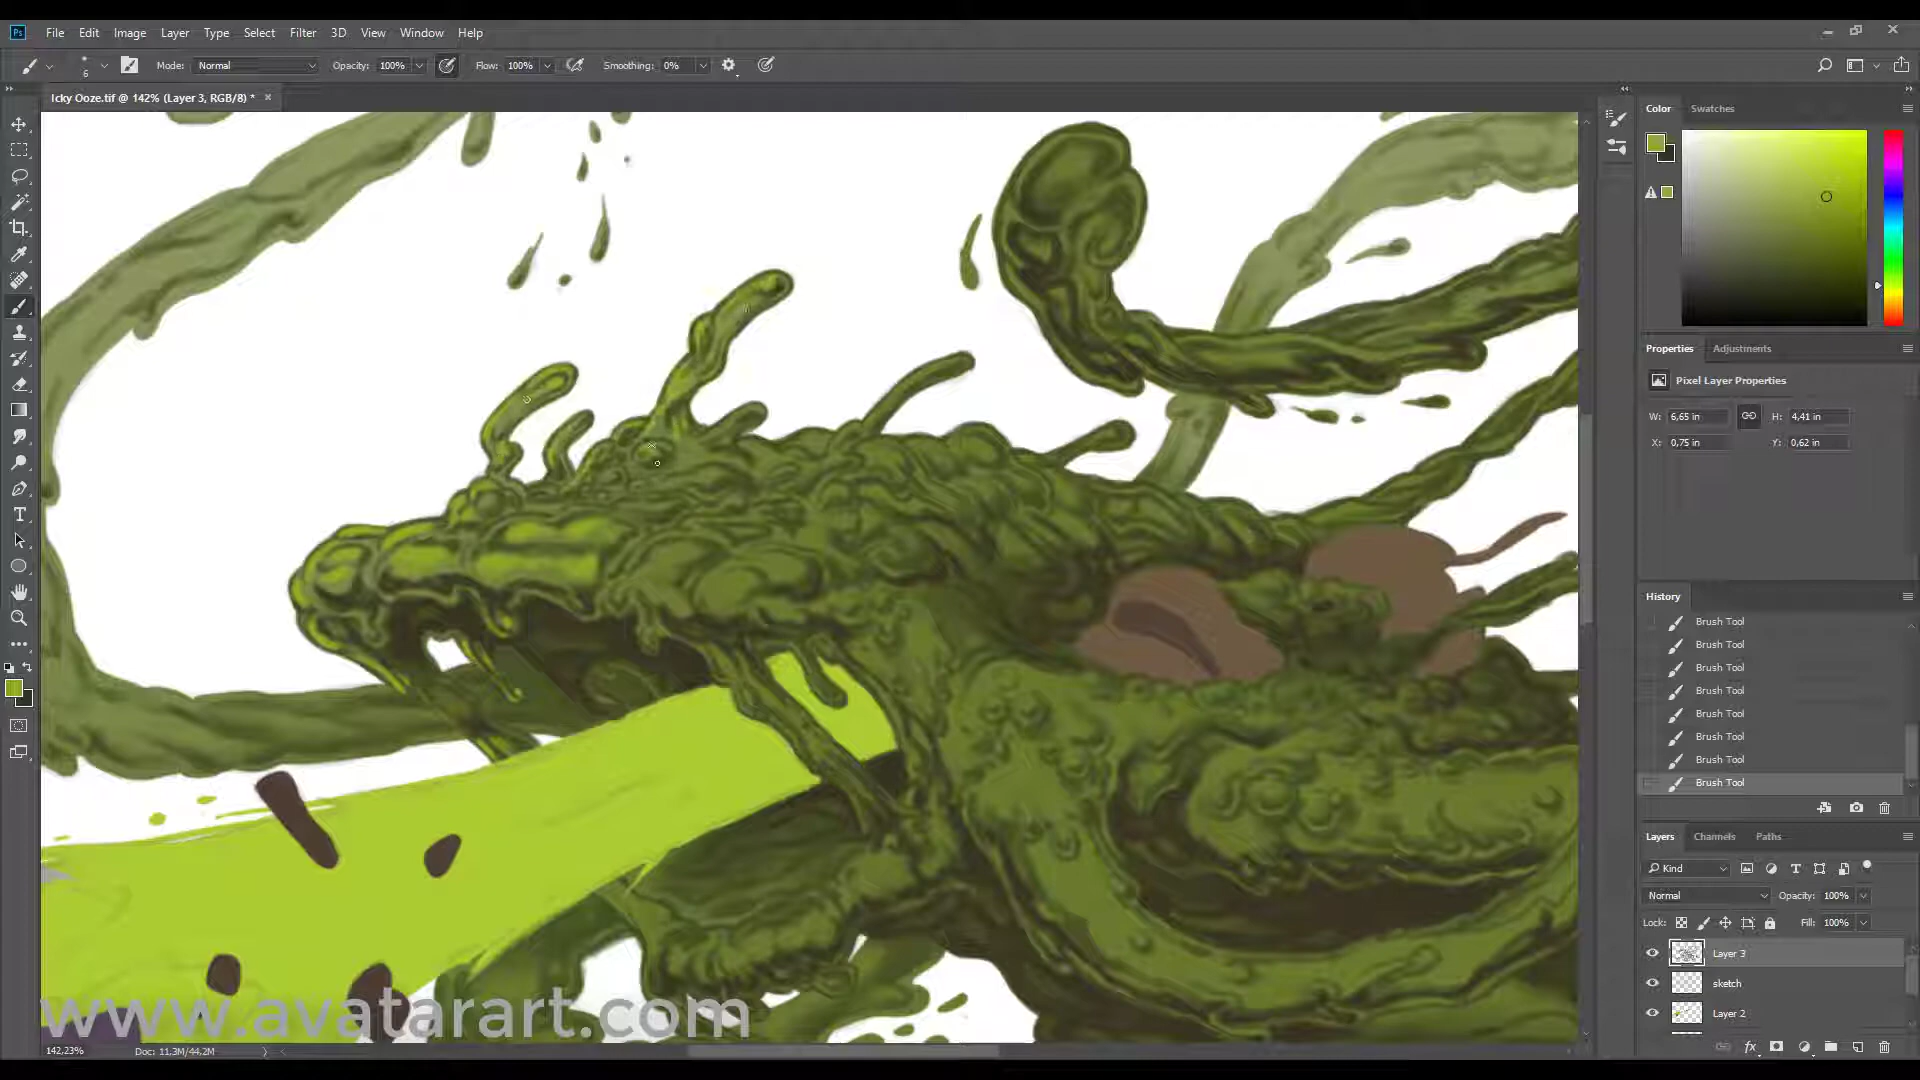 Ps File Edit Image Layer Type Select Filter 3D View Window Help
6 Mode: Normal Opacity: 100% Flow: 100% Smoothing: 0%
Icky Ooze.tif @ 142% (Layer 3, RGB/8) *
Color Swatches
Properties Adjustments
Pixel Layer Properties
W: 6,65 in H: 4,41 in
X: 0,75 in Y: 0,62 in
History
Brush Tool
Brush Tool
Brush Tool
Brush Tool
Brush Tool
Brush Tool
Brush Tool
Brush Tool
Layers Channels Paths
Kind
Normal Opacity: 100%
Lock: Fill: 100%
Layer 3
sketch
Layer 2
fx
www.avatarart.com
142,23% Doc: 11,3M/44,2M